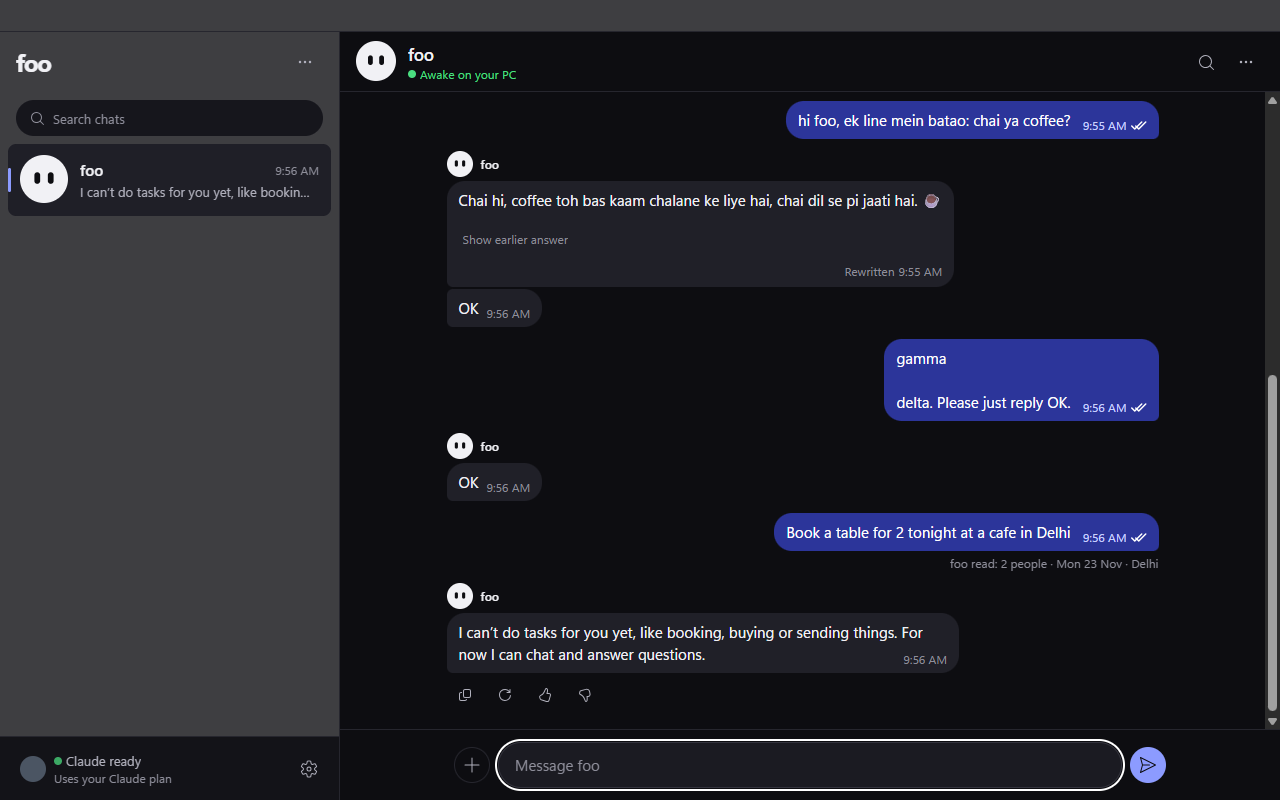 foo
Search chats
foo 9:56 AM
I can't do tasks for you yet, like bookin...
Claude ready
Uses your Claude plan
foo
Awake on your PC
hi foo, ek line mein batao: chai ya coffee? 9:55 AM
foo
Chai hi, coffee toh bas kaam chalane ke liye hai, chai dil se pi jaati hai.
Show earlier answer
Rewritten 9:55 AM
OK 9:56 AM
gamma
delta. Please just reply OK. 9:56 AM
foo
OK 9:56 AM
Book a table for 2 tonight at a cafe in Delhi 9:56 AM
foo read: 2 people · Mon 23 Nov · Delhi
foo
I can't do tasks for you yet, like booking, buying or sending things. For
now I can chat and answer questions. 9:56 AM
Message foo